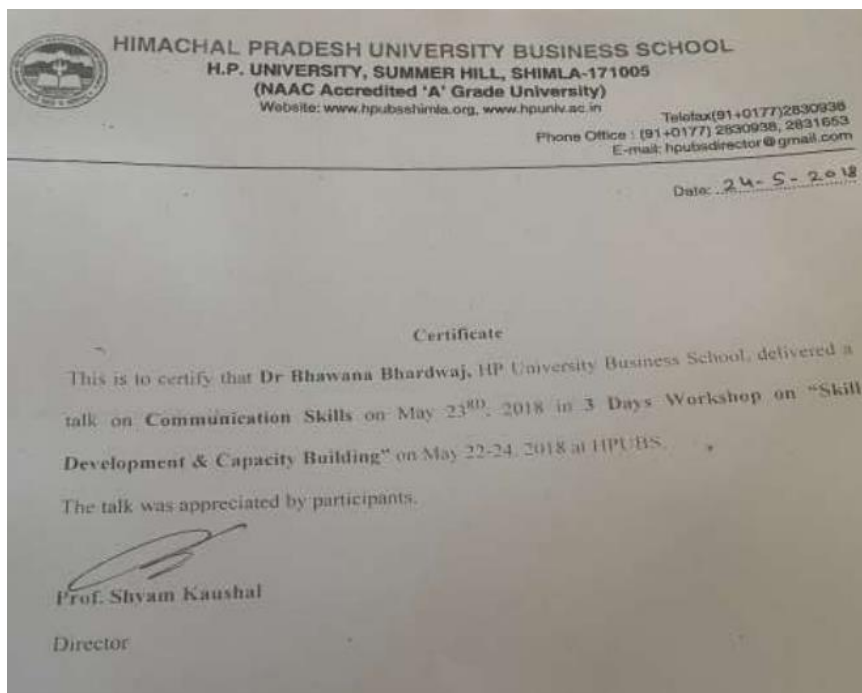 HIMACHAL PRADESH UNIVERSITY BUSINESS SCHOOL
H.P. UNIVERSITY, SUMMER HILL, SHIMLA-171005
(NAAC Accredited 'A' Grade University)
Website: www.hpubsshimla.org, www.hpuniv.ac.in
Telefax(91+0177)2830938
Phone Office : (91+0177) 2830938, 2831653
E-mail: hpubsdirector@gmail.com
Date: 24-5-2018
Certificate
This is to certify that Dr Bhawana Bhardwaj, HP University Business School, delivered a
talk on Communication Skills on May 23RD, 2018 in 3 Days Workshop on “Skill
Development & Capacity Building” on May 22-24, 2018 at HPUBS.
The talk was appreciated by participants.
Prof. Shyam Kaushal
Director